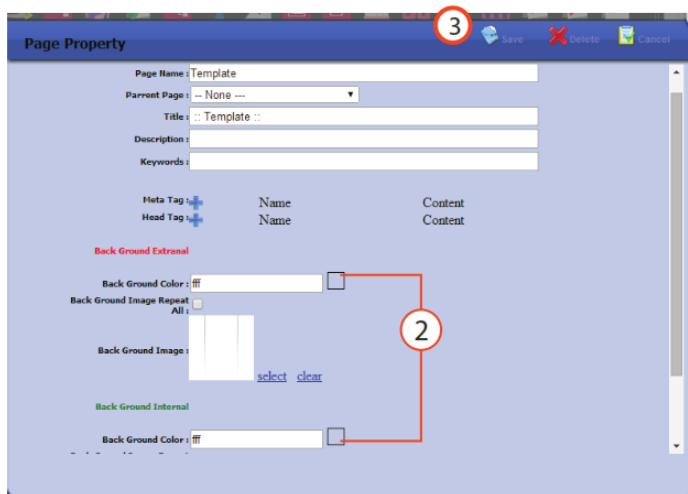 3
Page Property
Save Delete Cancel
Page Name : Template
Parrent Page : -- None ---
Title : :: Template ::
Description :
Keywords :
Meta Tag : Name Content
Head Tag : Name Content
Back Ground Extranal
Back Ground Color : fff
Back Ground Image Repeat
All :
2
Back Ground Image :
select clear
Back Ground Internal
Back Ground Color : fff